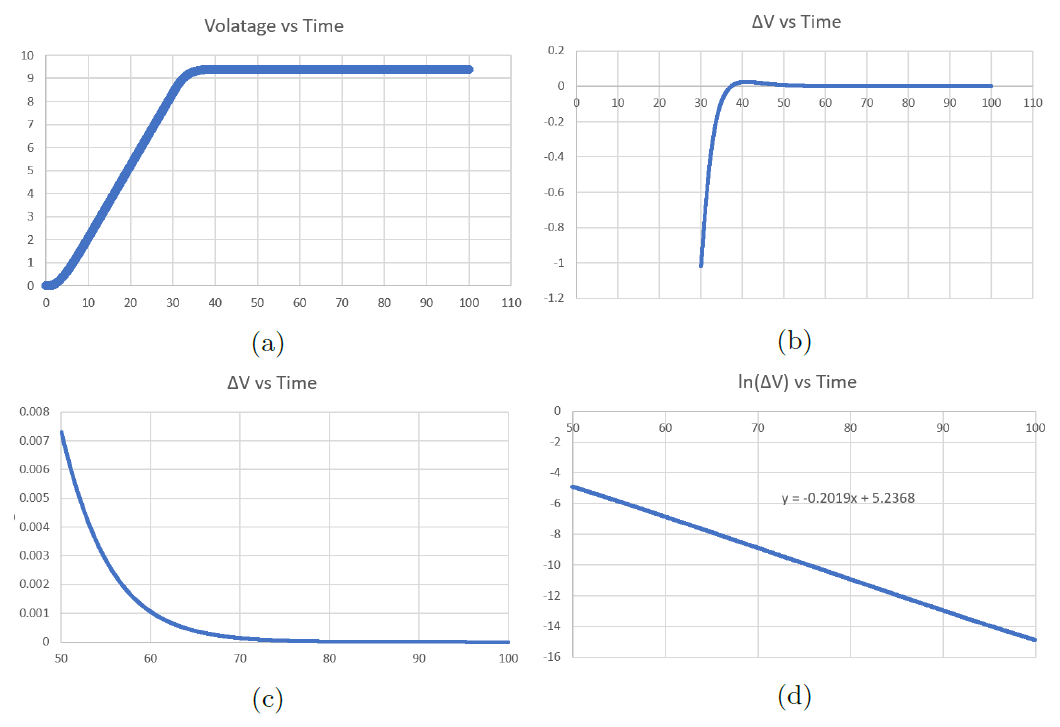 Volatage vs Time
10
9
8
7
6
5
4
3
2
1
0
0 10 20 30 40 50 60 70 80 90 100 110
(a)
ΔV vs Time
0.2
0
0 10 20 30 40 50 60 70 80 90 100 110
-0.2
-0.4
-0.6
-0.8
-1
-1.2
(b)
ΔV vs Time
0.008
0.007
0.006
0.005
0.004
0.003
0.002
0.001
0
50 60 70 80 90 100
(c)
ln(ΔV) vs Time
0
50 60 70 80 90 100
-2
-4
y = -0.2019x + 5.2368
-6
-8
-10
-12
-14
-16
(d)